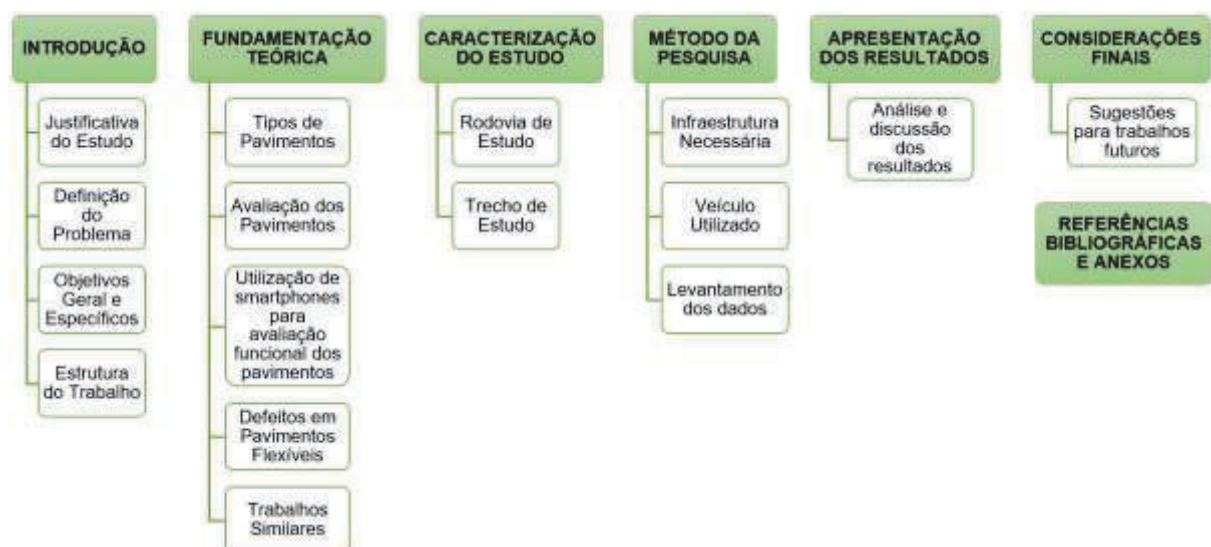 INTRODUÇÃO
Justificativa
do Estudo
Definição
do
Problema
Objetivos
Geral e
Específicos
Estrutura
do Trabalho
FUNDAMENTAÇÃO
TEÓRICA
Tipos de
Pavimentos
Avaliação dos
Pavimentos
Utilização de
smartphones
para
avaliação
funcional dos
pavimentos
Defeitos em
Pavimentos
Flexíveis
Trabalhos
Similares
CARACTERIZAÇÃO
DO ESTUDO
Rodovia de
Estudo
Trecho de
Estudo
MÉTODO DA
PESQUISA
Infraestrutura
Necessária
Veículo
Utilizado
Levantamento
dos dados
APRESENTAÇÃO
DOS RESULTADOS
Análise e
discussão
dos
resultados
CONSIDERAÇÕES
FINAIS
Sugestões
para trabalhos
futuros
REFERÊNCIAS
BIBLIOGRÁFICAS
E ANEXOS